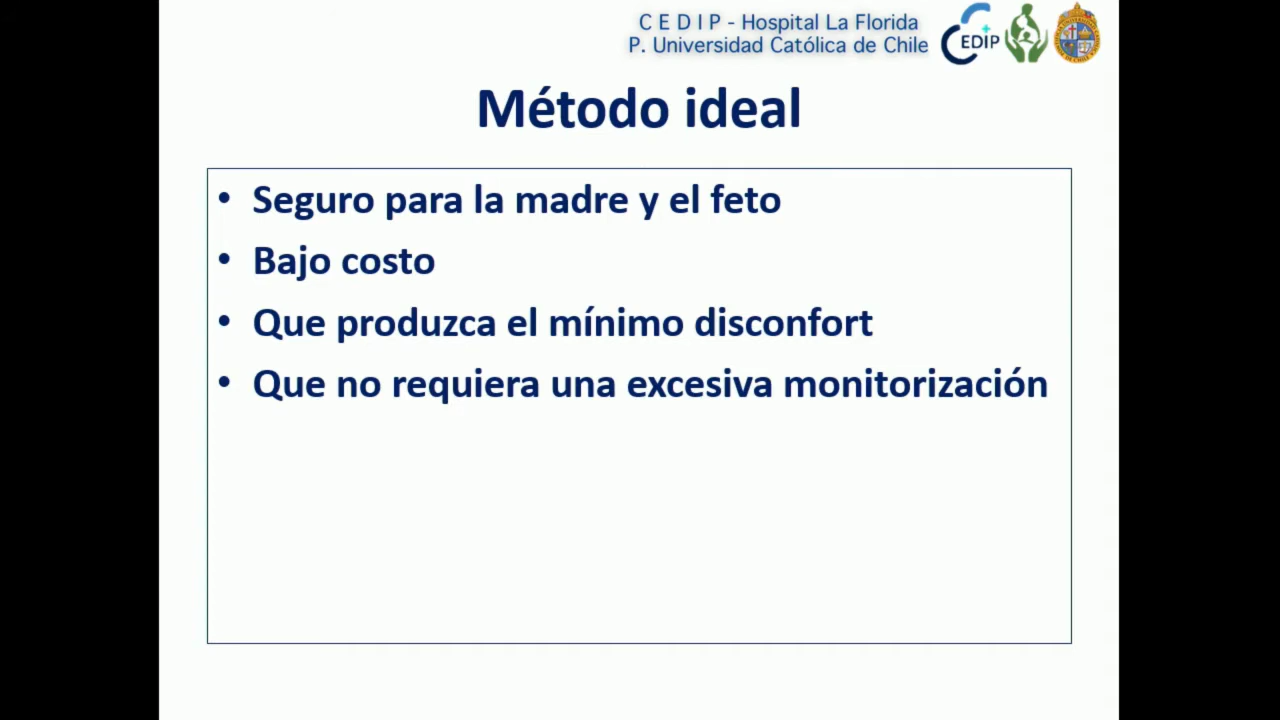 C E D I P - Hospital La Florida
P. Universidad Católica de Chile
CEDIP
Método ideal
• Seguro para la madre y el feto
• Bajo costo
• Que produzca el mínimo disconfort
• Que no requiera una excesiva monitorización